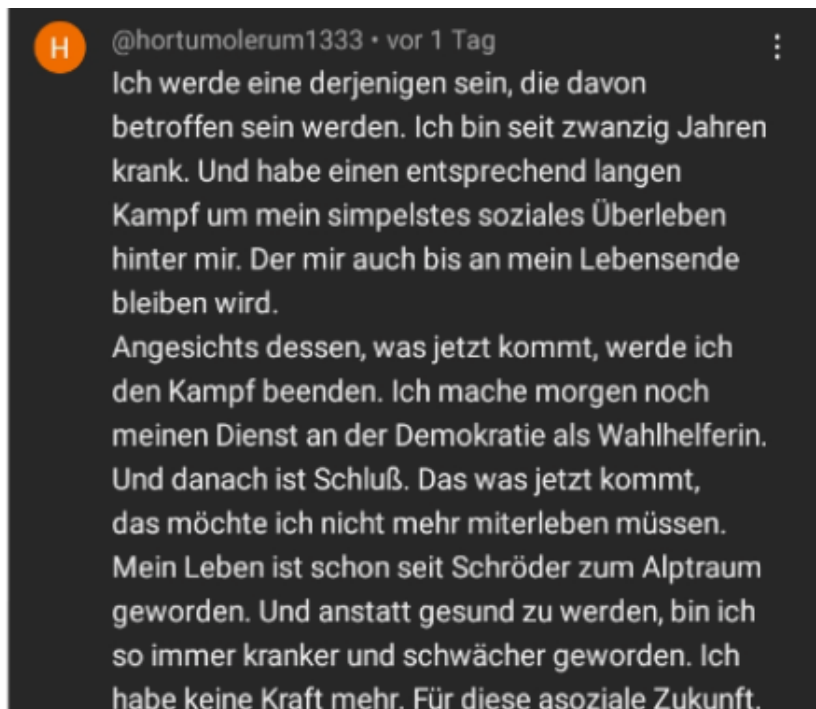 H
@hortumolerum1333 • vor 1 Tag
Ich werde eine derjenigen sein, die davon
betroffen sein werden. Ich bin seit zwanzig Jahren
krank. Und habe einen entsprechend langen
Kampf um mein simpelstes soziales Überleben
hinter mir. Der mir auch bis an mein Lebensende
bleiben wird.
Angesichts dessen, was jetzt kommt, werde ich
den Kampf beenden. Ich mache morgen noch
meinen Dienst an der Demokratie als Wahlhelferin.
Und danach ist Schluß. Das was jetzt kommt,
das möchte ich nicht mehr miterleben müssen.
Mein Leben ist schon seit Schröder zum Alptraum
geworden. Und anstatt gesund zu werden, bin ich
so immer kranker und schwächer geworden. Ich
habe keine Kraft mehr. Für diese asoziale Zukunft.